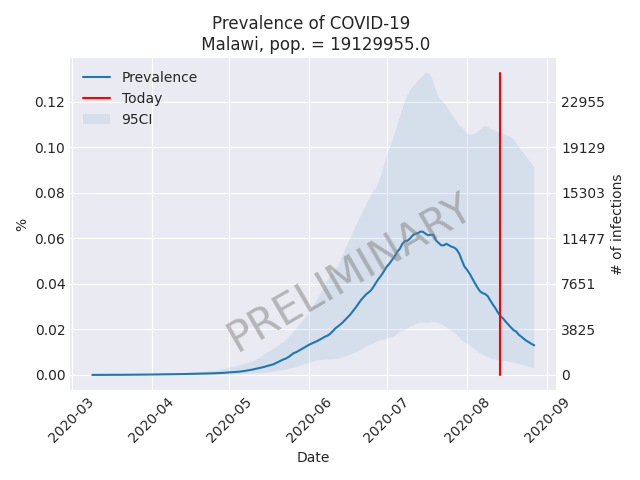 Prevalence of COVID-19
Malawi, pop. = 19129955.0
Prevalence
Today
95CI
0.12
0.10
0.08
0.06
0.04
0.02
0.00
%
22955
19129
15303
11477
7651
3825
0
# of infections
PRELIMINARY
2020-03
2020-04
2020-05
2020-06
2020-07
2020-08
2020-09
Date